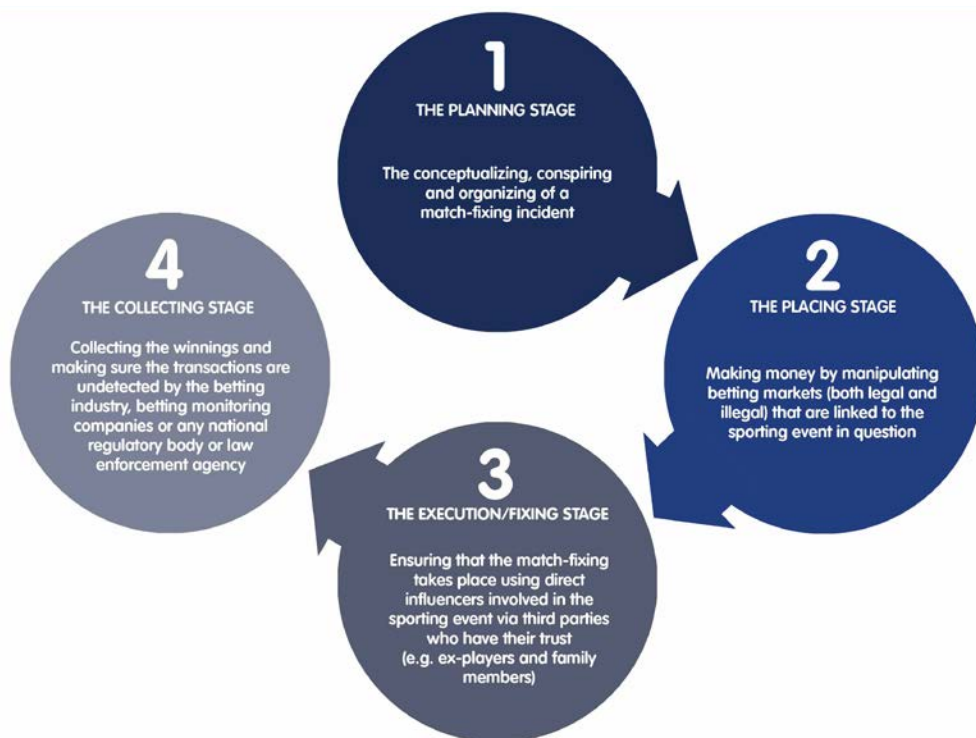 1
THE PLANNING STAGE
The conceptualizing, conspiring
and organizing of a
match-fixing incident
2
THE PLACING STAGE
Making money by manipulating
betting markets (both legal and
illegal) that are linked to the
sporting event in question
3
THE EXECUTION/FIXING STAGE
Ensuring that the match-fixing
takes place using direct
influencers involved in the
sporting event via third parties
who have their trust
(e.g. ex-players and family
members)
4
THE COLLECTING STAGE
Collecting the winnings and
making sure the transactions are
undetected by the betting
industry, betting monitoring
companies or any national
regulatory body or law
enforcement agency